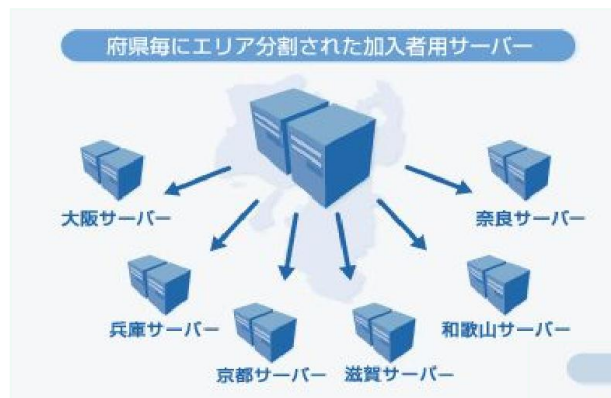 府県毎にエリア分割された加入者用サーバー
大阪サーバー
奈良サーバー
兵庫サーバー
和歌山サーバー
京都サーバー
滋賀サーバー